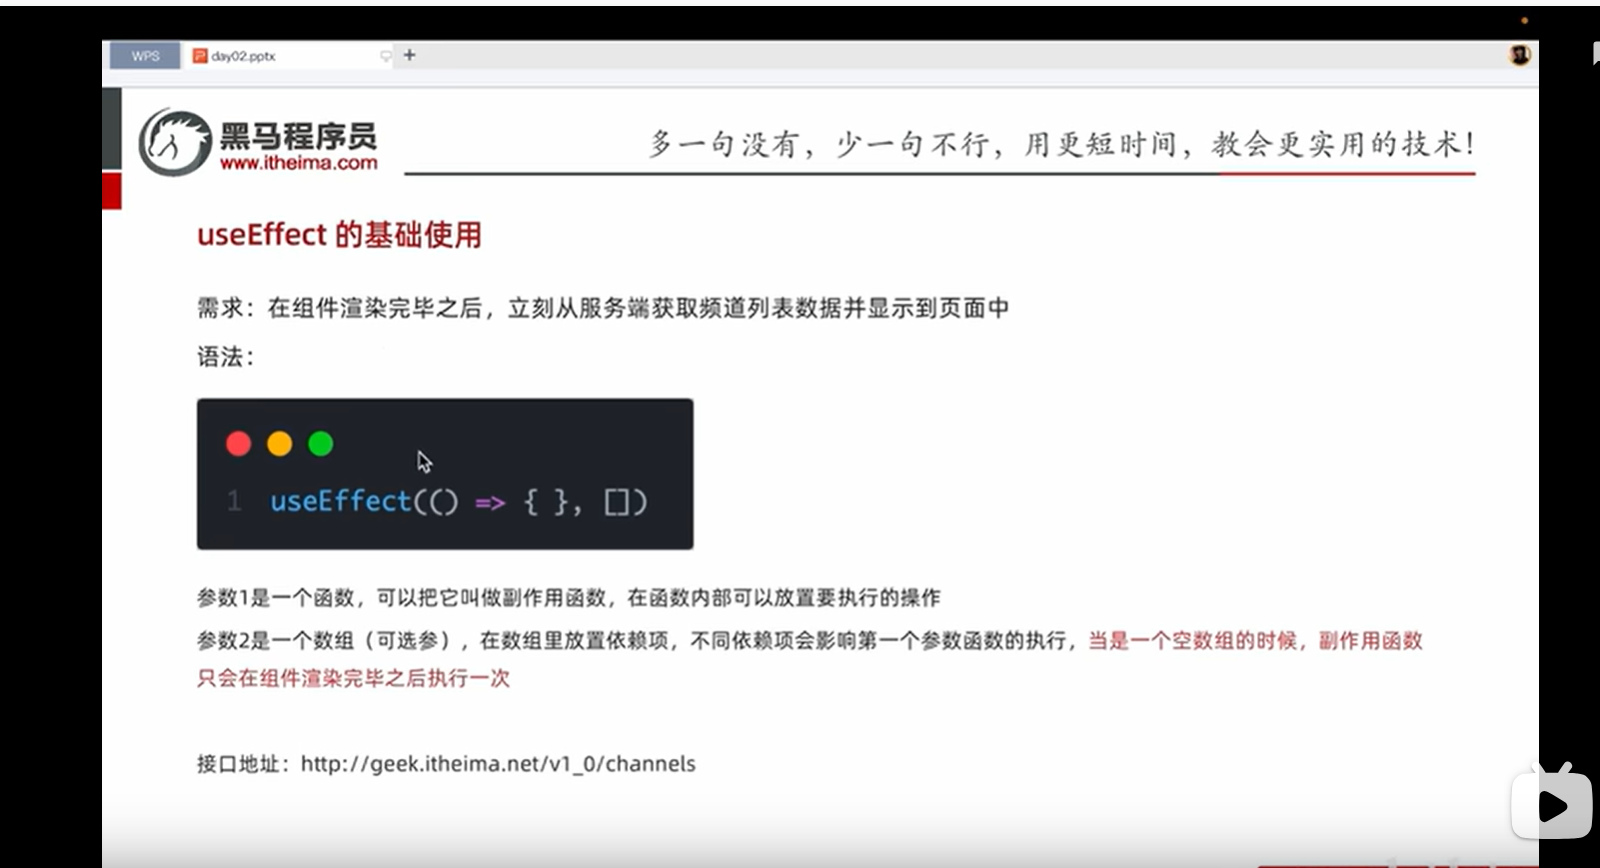 WPS
day02.pptx
+
黑马程序员
www.itheima.com
多一句没有，少一句不行，用更短时间，教会更实用的技术！
useEffect 的基础使用
需求：在组件渲染完毕之后，立刻从服务端获取频道列表数据并显示到页面中
语法：
1 useEffect(() => { }, [])
参数1是一个函数，可以把它叫做副作用函数，在函数内部可以放置要执行的操作
参数2是一个数组（可选参），在数组里放置依赖项，不同依赖项会影响第一个参数函数的执行，当是一个空数组的时候，副作用函数
只会在组件渲染完毕之后执行一次
接口地址：http://geek.itheima.net/v1_0/channels